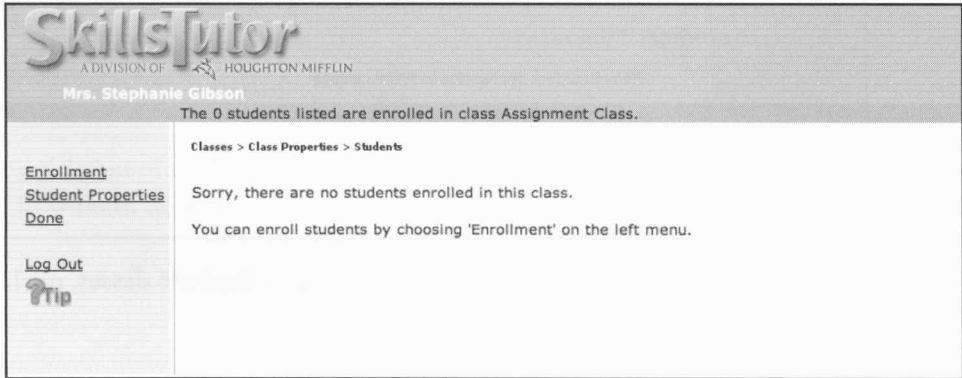 SkillsTutor
A DIVISION OF HOUGHTON MIFFLIN
Mrs. Stephanie Gibson
The 0 students listed are enrolled in class Assignment Class.
Classes > Class Properties > Students
Enrollment
Student Properties
Done
Log Out
?Tip
Sorry, there are no students enrolled in this class.
You can enroll students by choosing 'Enrollment' on the left menu.